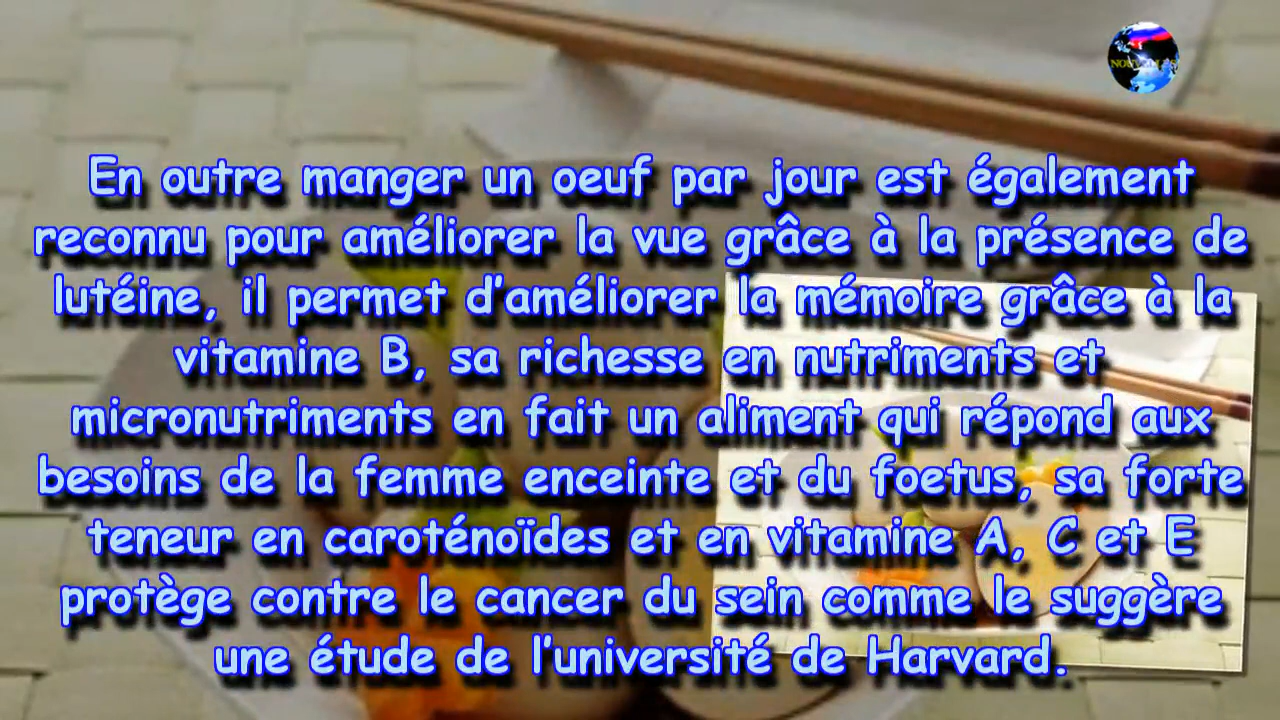 NOUVELLES
En outre manger un oeuf par jour est également
reconnu pour améliorer la vue grâce à la présence de
lutéine, il permet d'améliorer la mémoire grâce à la
vitamine B, sa richesse en nutriments et
micronutriments en fait un aliment qui répond aux
besoins de la femme enceinte et du foetus, sa forte
teneur en caroténoïdes et en vitamine A, C et E
protège contre le cancer du sein comme le suggère
une étude de l'université de Harvard.